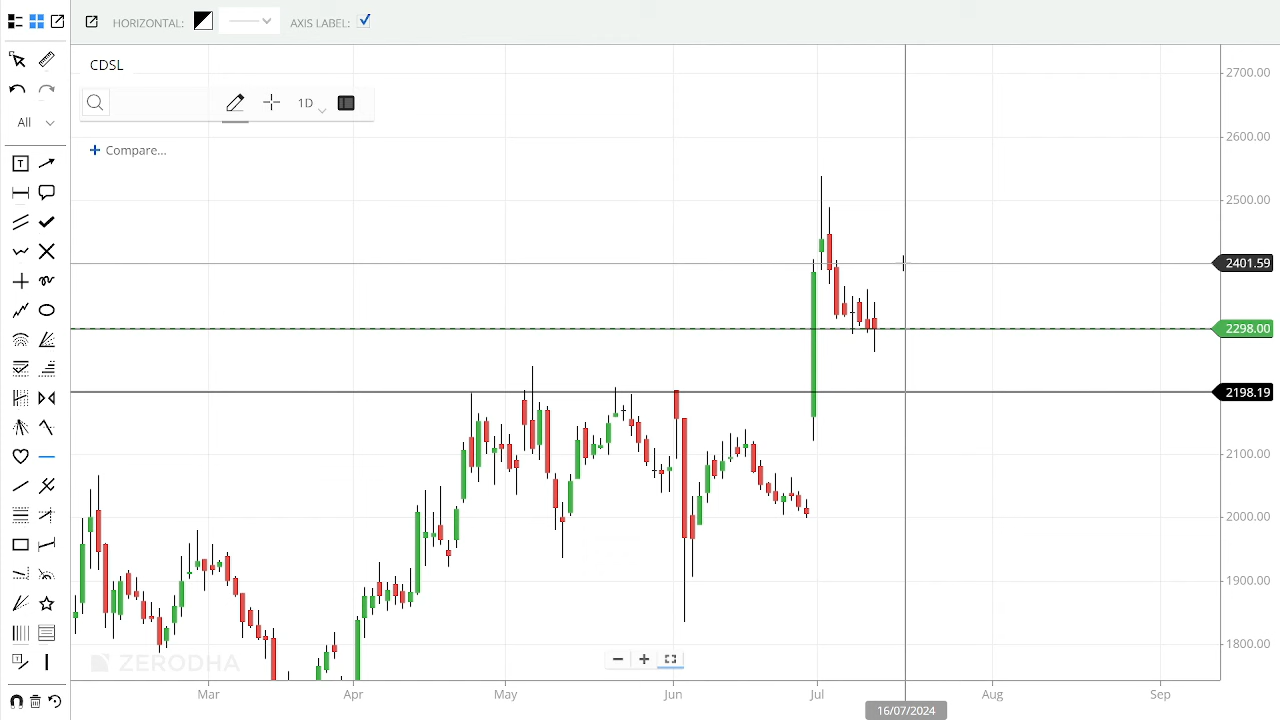 HORIZONTAL:
AXIS LABEL:
CDSL
1D
All
+ Compare...
T
2700.00
2600.00
2500.00
2401.59
2298.00
2198.19
2100.00
2000.00
1900.00
1800.00
ZERODHA
Mar Apr May Jun Jul Aug Sep
16/07/2024